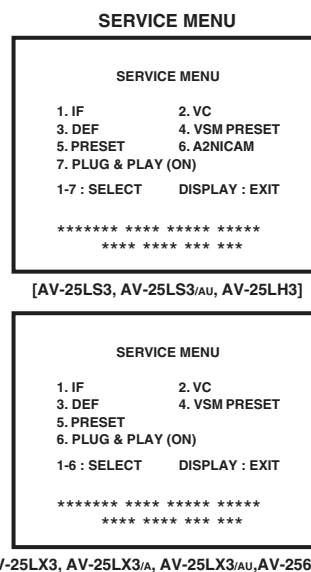 SERVICE MENU
SERVICE MENU
1. IF 2. VC
3. DEF 4. VSM PRESET
5. PRESET 6. A2NICAM
7. PLUG & PLAY (ON)
1-7 : SELECT DISPLAY : EXIT
******* **** ***** *****
**** **** *** ***
[AV-25LS3, AV-25LS3/AU, AV-25LH3]
SERVICE MENU
1. IF 2. VC
3. DEF 4. VSM PRESET
5. PRESET
6. PLUG & PLAY (ON)
1-6 : SELECT DISPLAY : EXIT
******* **** ***** *****
**** **** *** ***
V-25LX3, AV-25LX3/A, AV-25LX3/AU,AV-256